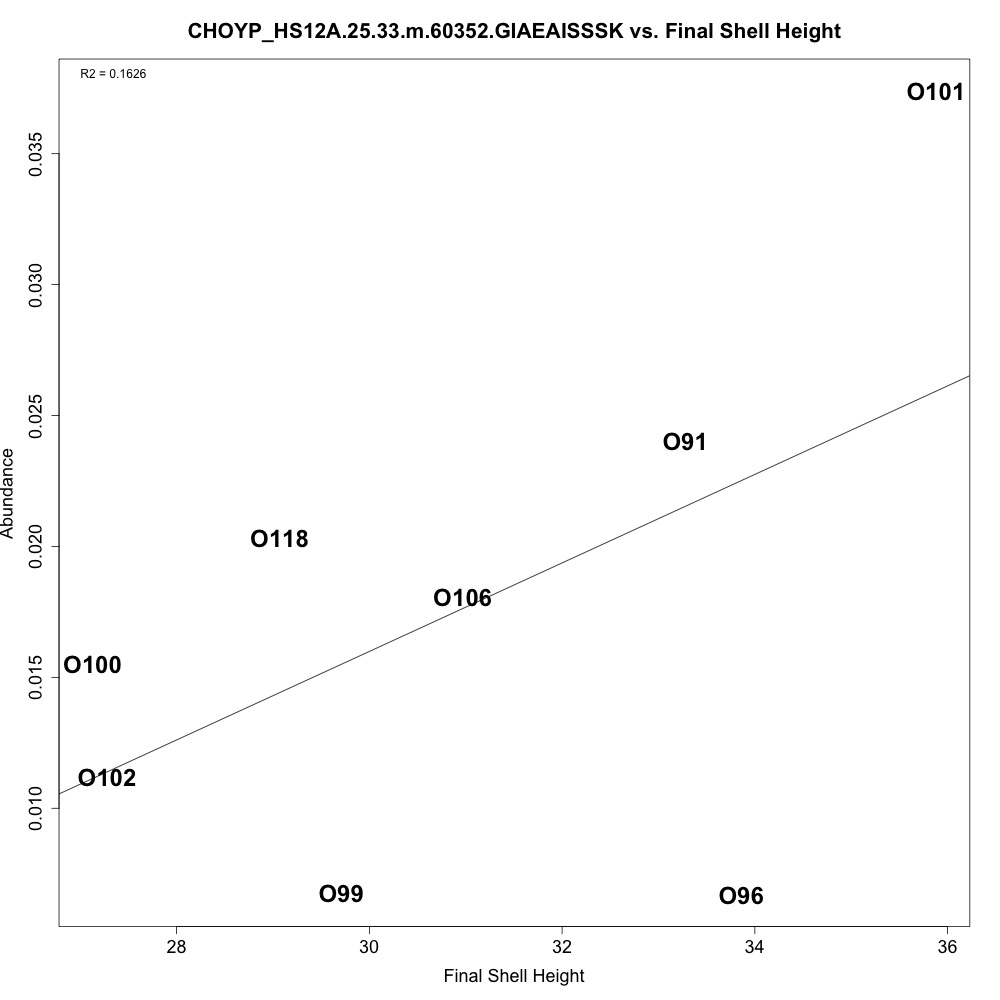 CHOYP_HS12A.25.33.m.60352.GIAEAISSSK vs. Final Shell Height
R2 = 0.1626
O101
0.035
0.030
0.025
O91
Abundance
O118
0.020
O106
O100
0.015
O102
0.010
O99
O96
28 30 32 34 36
Final Shell Height